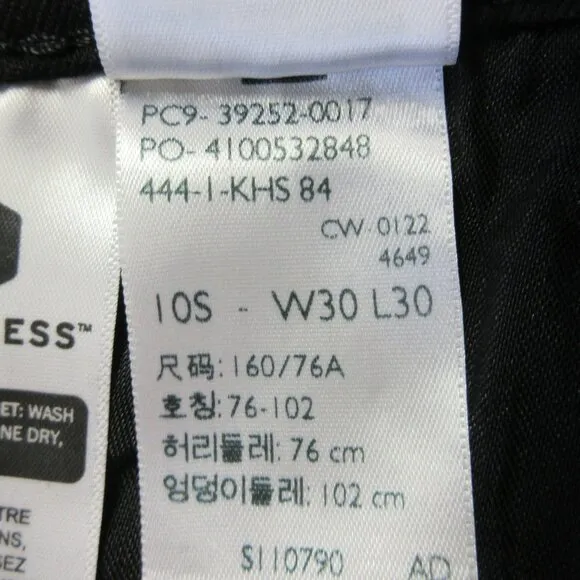 PC9- 39252-0017
PO- 4100532848
444-1-KHS 84
CW-0122
4649
10S - W30 L30
尺码: 160/76A
호칭: 76-102
허리둘레: 76 cm
엉덩이둘레: 102 cm
S110790 AD
ESS™
ET: WASH
NE DRY,
TRE
NS,
SEZ